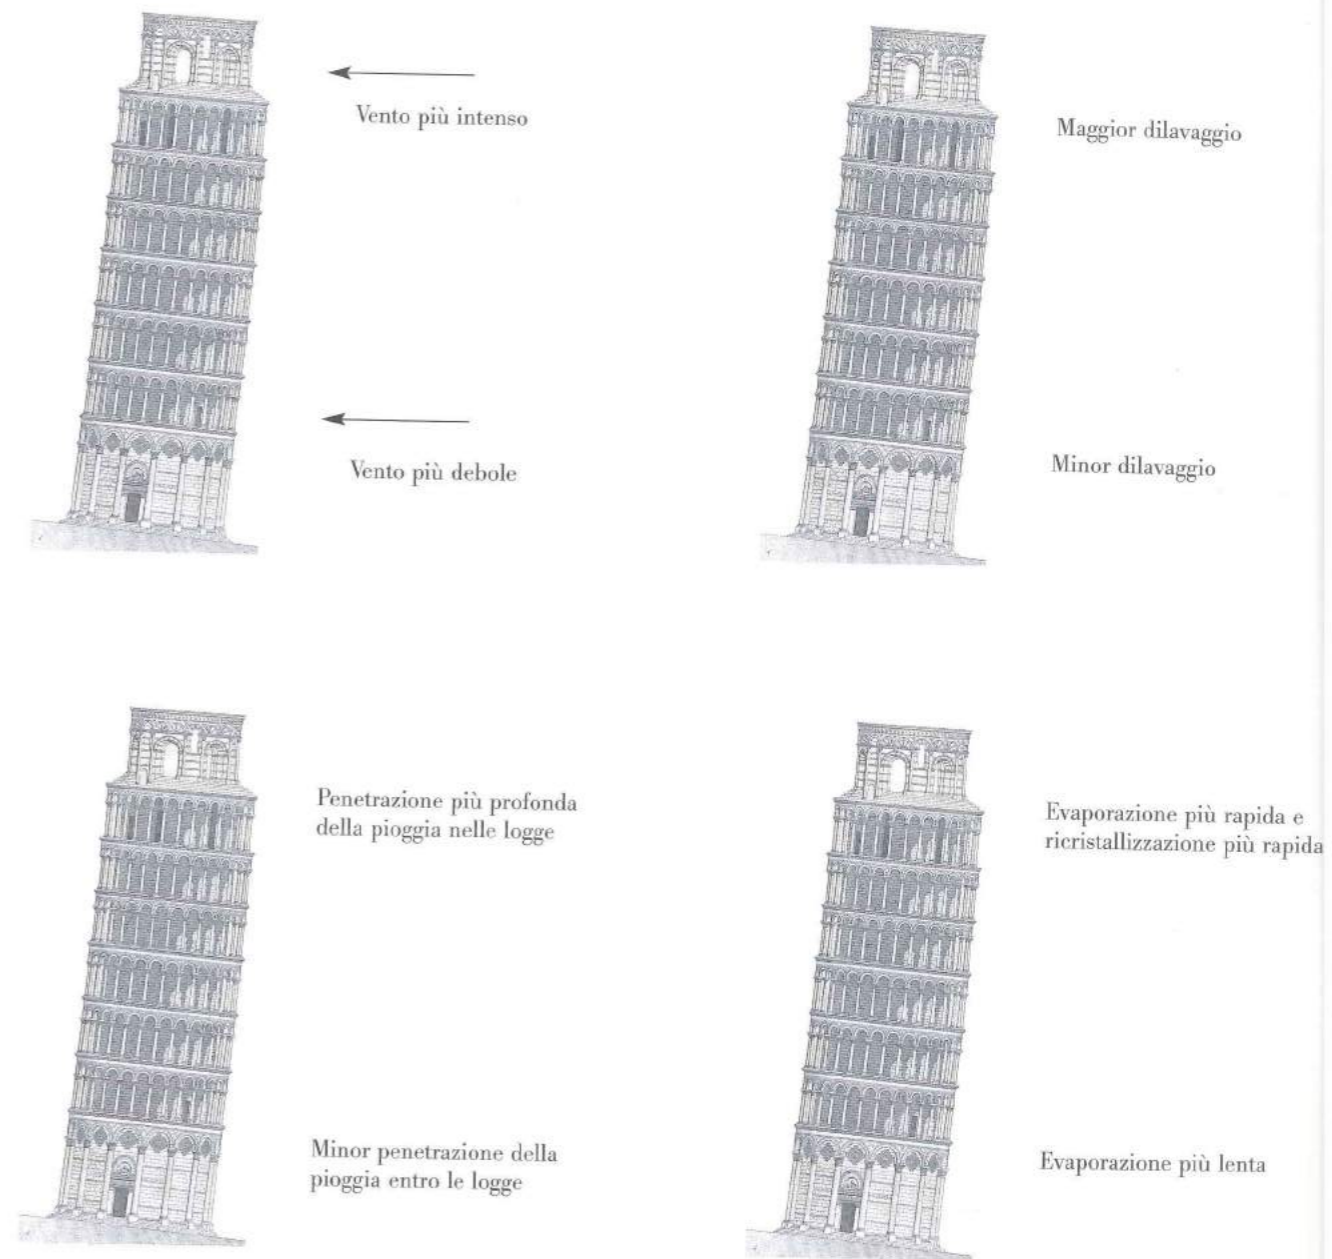 Vento più intenso
Vento più debole
Maggior dilavaggio
Minor dilavaggio
Penetrazione più profonda
della pioggia nelle logge
Minor penetrazione della
pioggia entro le logge
Evaporazione più rapida e
ricristallizzazione più rapida
Evaporazione più lenta